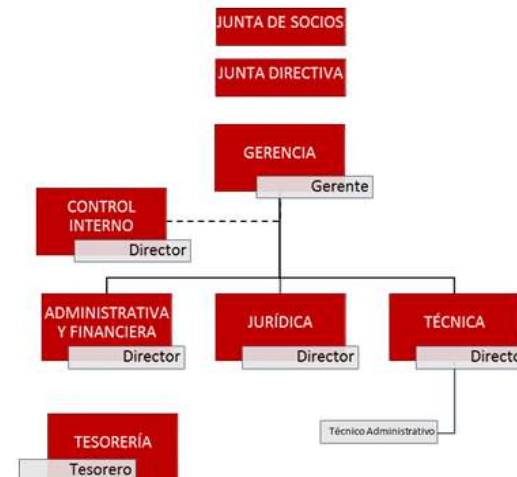 JUNTA DE SOCIOS
JUNTA DIRECTIVA
GERENCIA
Gerente
CONTROL
INTERNO
Director
ADMINISTRATIVA
Y FINANCIERA
Director
JURÍDICA
Director
TÉCNICA
Directo
Técnico Administrativo
TESORERÍA
Tesorero